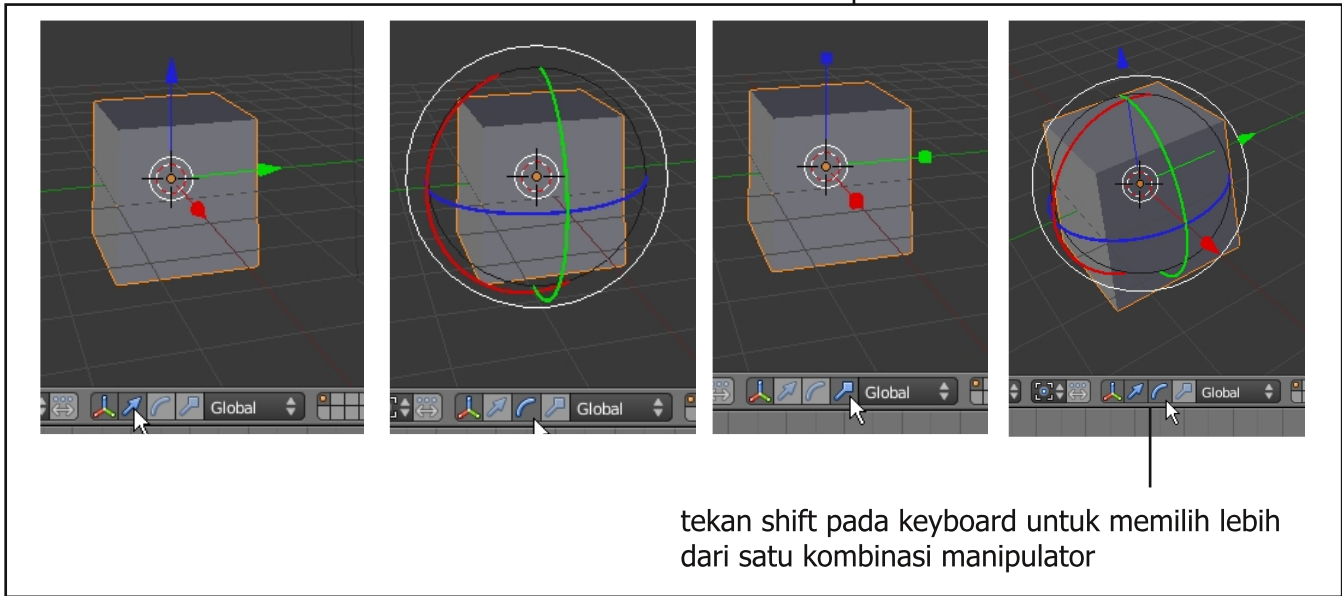 Global
Global
Global
Global
tekan shift pada keyboard untuk memilih lebih
dari satu kombinasi manipulator